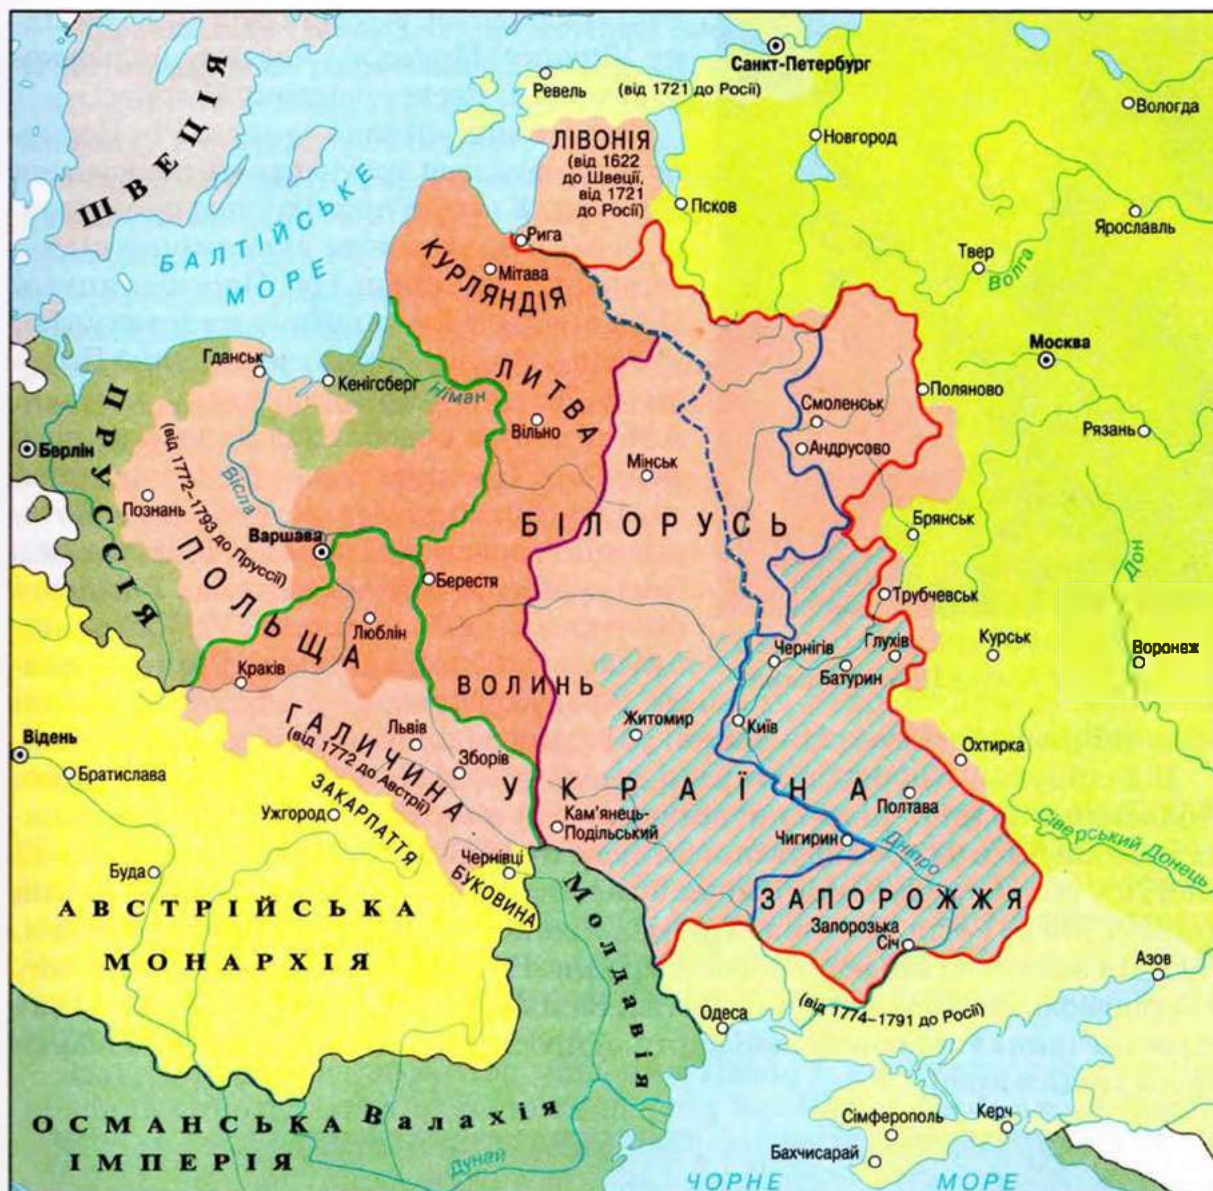 ШВЕЦІЯ
БАЛТІЙСЬКЕ
МОРЕ
Санкт-Петербург
Ревель
(від 1721 до Росії)
Вологда
Новгород
ЛІВОНІЯ
(від 1622
до Швеції,
від 1721
до Росії)
Псков
Ярославль
Твер
Волга
Рига
Мітава
КУРЛЯНДІЯ
Москва
Гданськ
Кенігсберг
Німан
ЛИТВА
Вільно
Поляново
Смоленськ
Андрусово
Рязань
Берлін
ПРУССІЯ
(від 1772–1793 до Пруссії)
Познань
Вісла
Мінськ
БІЛОРУСЬ
Брянськ
Варшава
ПОЛЬЩА
Берестя
Дон
Трубчевськ
Люблін
Краків
Чернігів
Глухів
Батурин
Курськ
Воронеж
ВОЛИНЬ
Житомир
Київ
ГАЛИЧИНА
(від 1772 до Австрії)
Львів
Зборів
Охтирка
Відень
Братислава
УКРАЇНА
Полтава
ЗАКАРПАТТЯ
Ужгород
Кам’янець-
Подільський
Чигирин
Дніпро
Сіверський Донець
Буда
Чернівці
БУКОВИНА
Молдавія
АВСТРІЙСЬКА
МОНАРХІЯ
ЗАПОРОЖЖЯ
Запорозька
Січ
Азов
Одеса
(від 1774–1791 до Росії)
ОСМАНСЬКА
ІМПЕРІЯ
Валахія
Дунай
Сімферополь
Керч
Бахчисарай
ЧОРНЕ МОРЕ